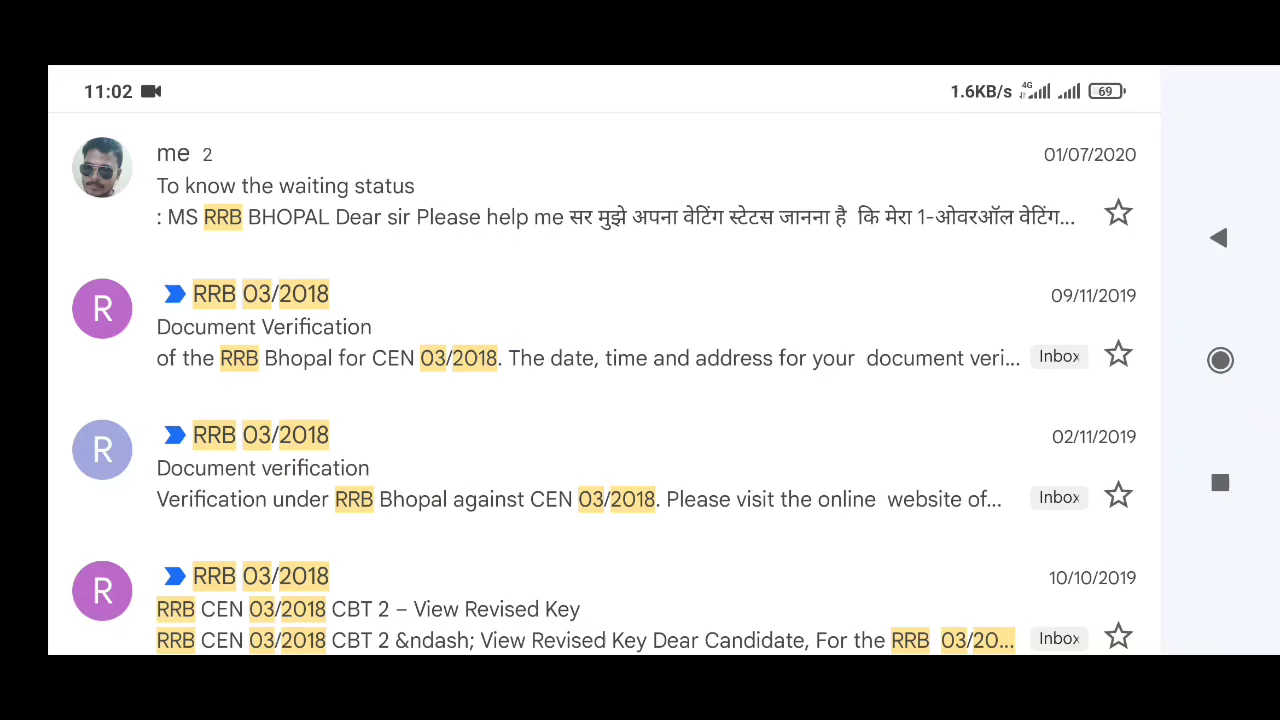 11:02 1.6KB/s 4G 69
me 2 01/07/2020
To know the waiting status
: MS RRB BHOPAL Dear sir Please help me सर मुझे अपना वेटिंग स्टेटस जानना है कि मेरा 1-ओवरऑल वेटिंग...
R RRB 03/2018 09/11/2019
Document Verification
of the RRB Bhopal for CEN 03/2018. The date, time and address for your document veri... Inbox
R RRB 03/2018 02/11/2019
Document verification
Verification under RRB Bhopal against CEN 03/2018. Please visit the online website of... Inbox
R RRB 03/2018 10/10/2019
RRB CEN 03/2018 CBT 2 – View Revised Key
RRB CEN 03/2018 CBT 2 &ndash; View Revised Key Dear Candidate, For the RRB 03/20... Inbox